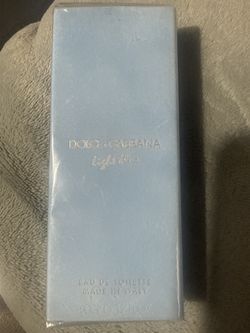 DOLCE & GABBANA
light blue
EAU DE TOILETTE
MADE IN ITALY